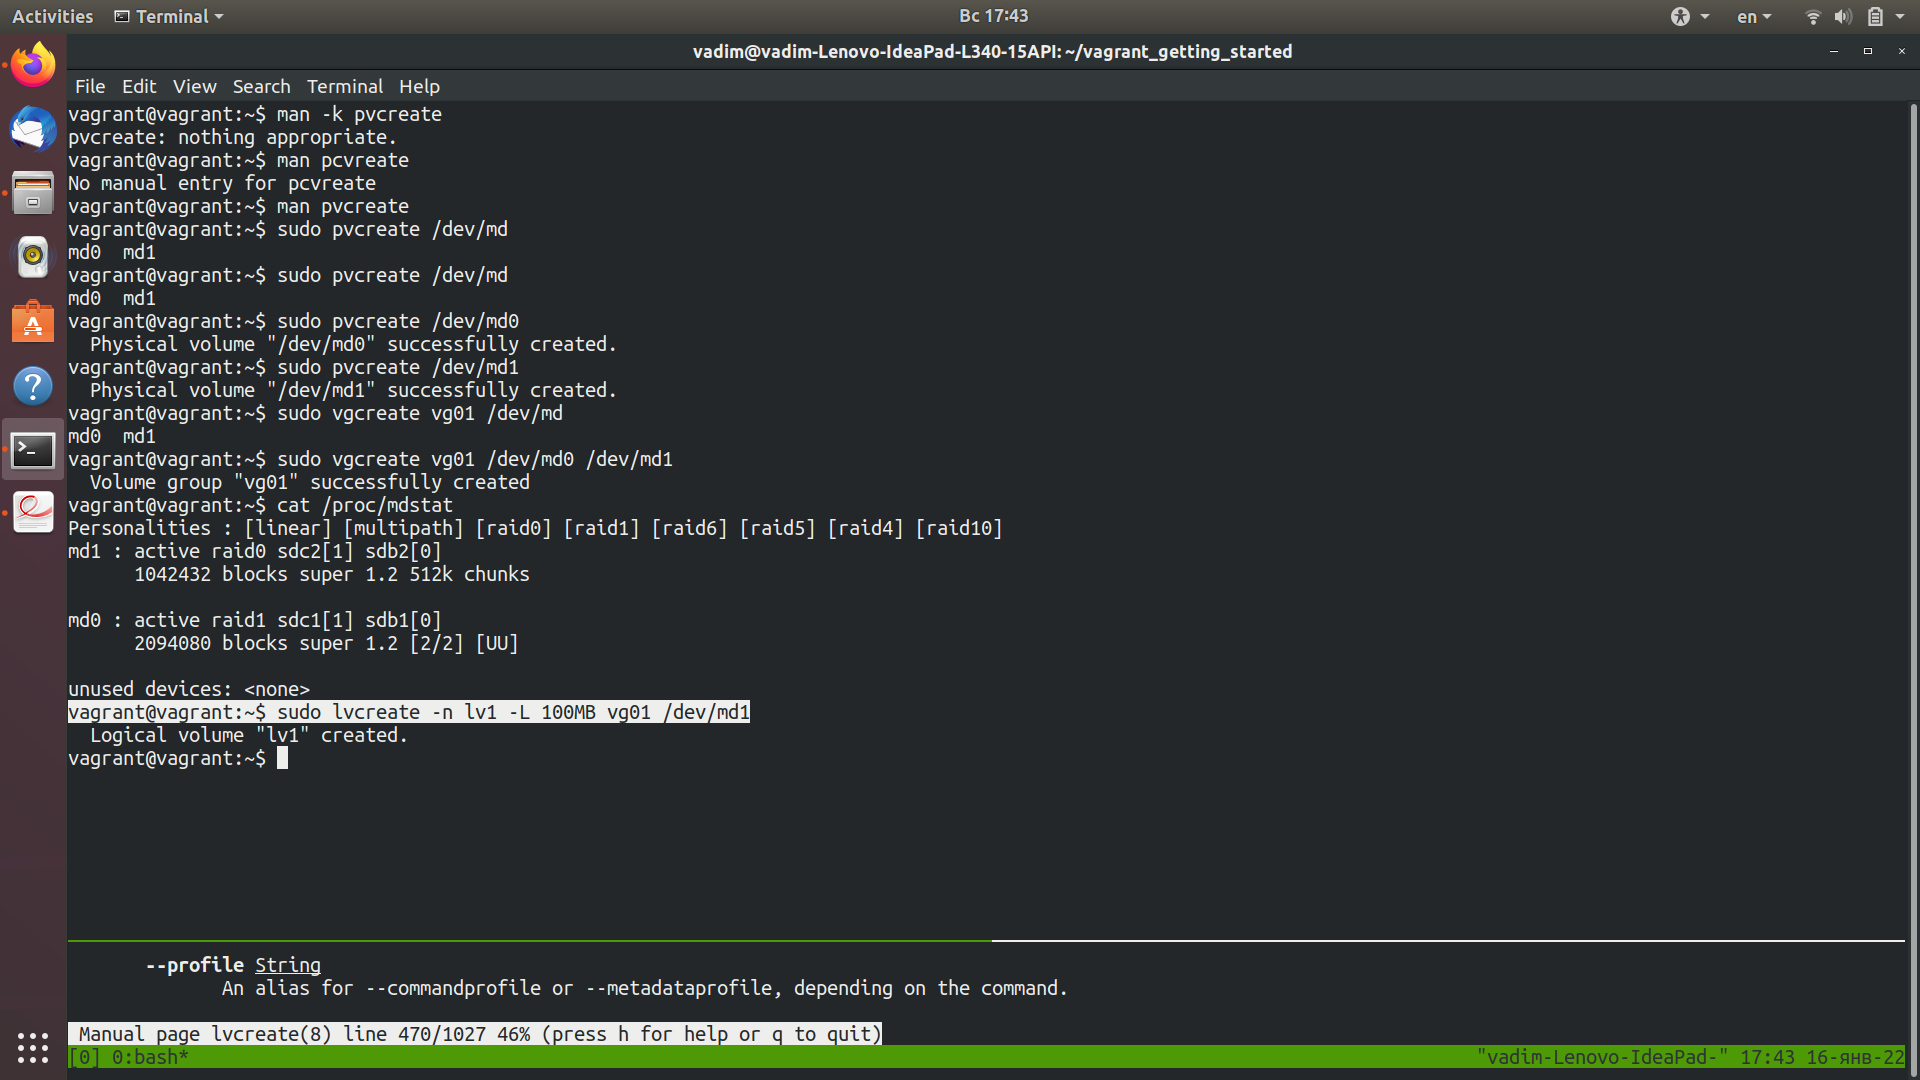 Activities Terminal Вс 17:43 en
vadim@vadim-Lenovo-IdeaPad-L340-15API: ~/vagrant_getting_started
File Edit View Search Terminal Help
vagrant@vagrant:~$ man -k pvcreate
pvcreate: nothing appropriate.
vagrant@vagrant:~$ man pcvreate
No manual entry for pcvreate
vagrant@vagrant:~$ man pvcreate
vagrant@vagrant:~$ sudo pvcreate /dev/md
md0  md1
vagrant@vagrant:~$ sudo pvcreate /dev/md
md0  md1
vagrant@vagrant:~$ sudo pvcreate /dev/md0
  Physical volume "/dev/md0" successfully created.
vagrant@vagrant:~$ sudo pvcreate /dev/md1
  Physical volume "/dev/md1" successfully created.
vagrant@vagrant:~$ sudo vgcreate vg01 /dev/md
md0  md1
vagrant@vagrant:~$ sudo vgcreate vg01 /dev/md0 /dev/md1
  Volume group "vg01" successfully created
vagrant@vagrant:~$ cat /proc/mdstat
Personalities : [linear] [multipath] [raid0] [raid1] [raid6] [raid5] [raid4] [raid10]
md1 : active raid0 sdc2[1] sdb2[0]
      1042432 blocks super 1.2 512k chunks
md0 : active raid1 sdc1[1] sdb1[0]
      2094080 blocks super 1.2 [2/2] [UU]
unused devices: <none>
vagrant@vagrant:~$ sudo lvcreate -n lv1 -L 100MB vg01 /dev/md1
  Logical volume "lv1" created.
vagrant@vagrant:~$
--profile String
An alias for --commandprofile or --metadataprofile, depending on the command.
Manual page lvcreate(8) line 470/1027 46% (press h for help or q to quit)
[0] 0:bash* "vadim-Lenovo-IdeaPad-" 17:43 16-янв-22